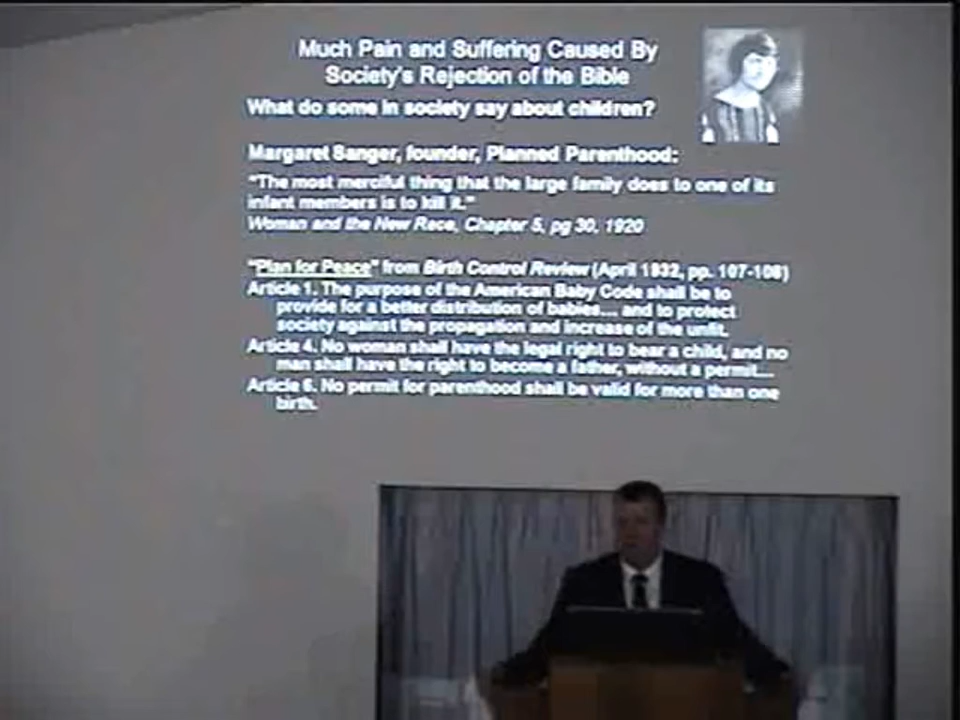 Much Pain and Suffering Caused By
Society's Rejection of the Bible
What do some in society say about children?
Margaret Sanger, founder, Planned Parenthood:
"The most merciful thing that the large family does to one of its
infant members is to kill it."
Woman and the New Race, Chapter 5, pg 30, 1920
"Plan for Peace" from Birth Control Review (April 1932, pp. 107-108)
Article 1. The purpose of the American Baby Code shall be to
provide for a better distribution of babies... and to protect
society against the propagation and increase of the unfit.
Article 4. No woman shall have the legal right to bear a child, and no
man shall have the right to become a father, without a permit...
Article 6. No permit for parenthood shall be valid for more than one
birth.